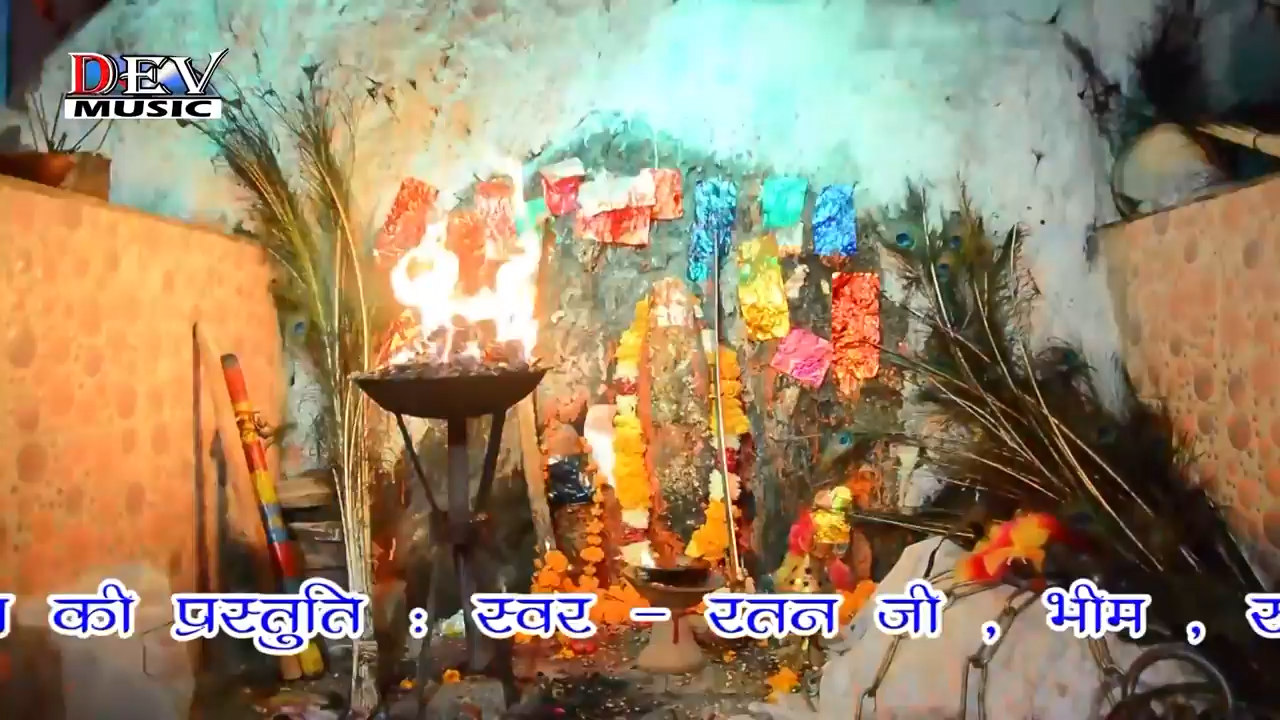 DEV
MUSIC
की प्रस्तुति : स्वर - रतन जी , भीम ,